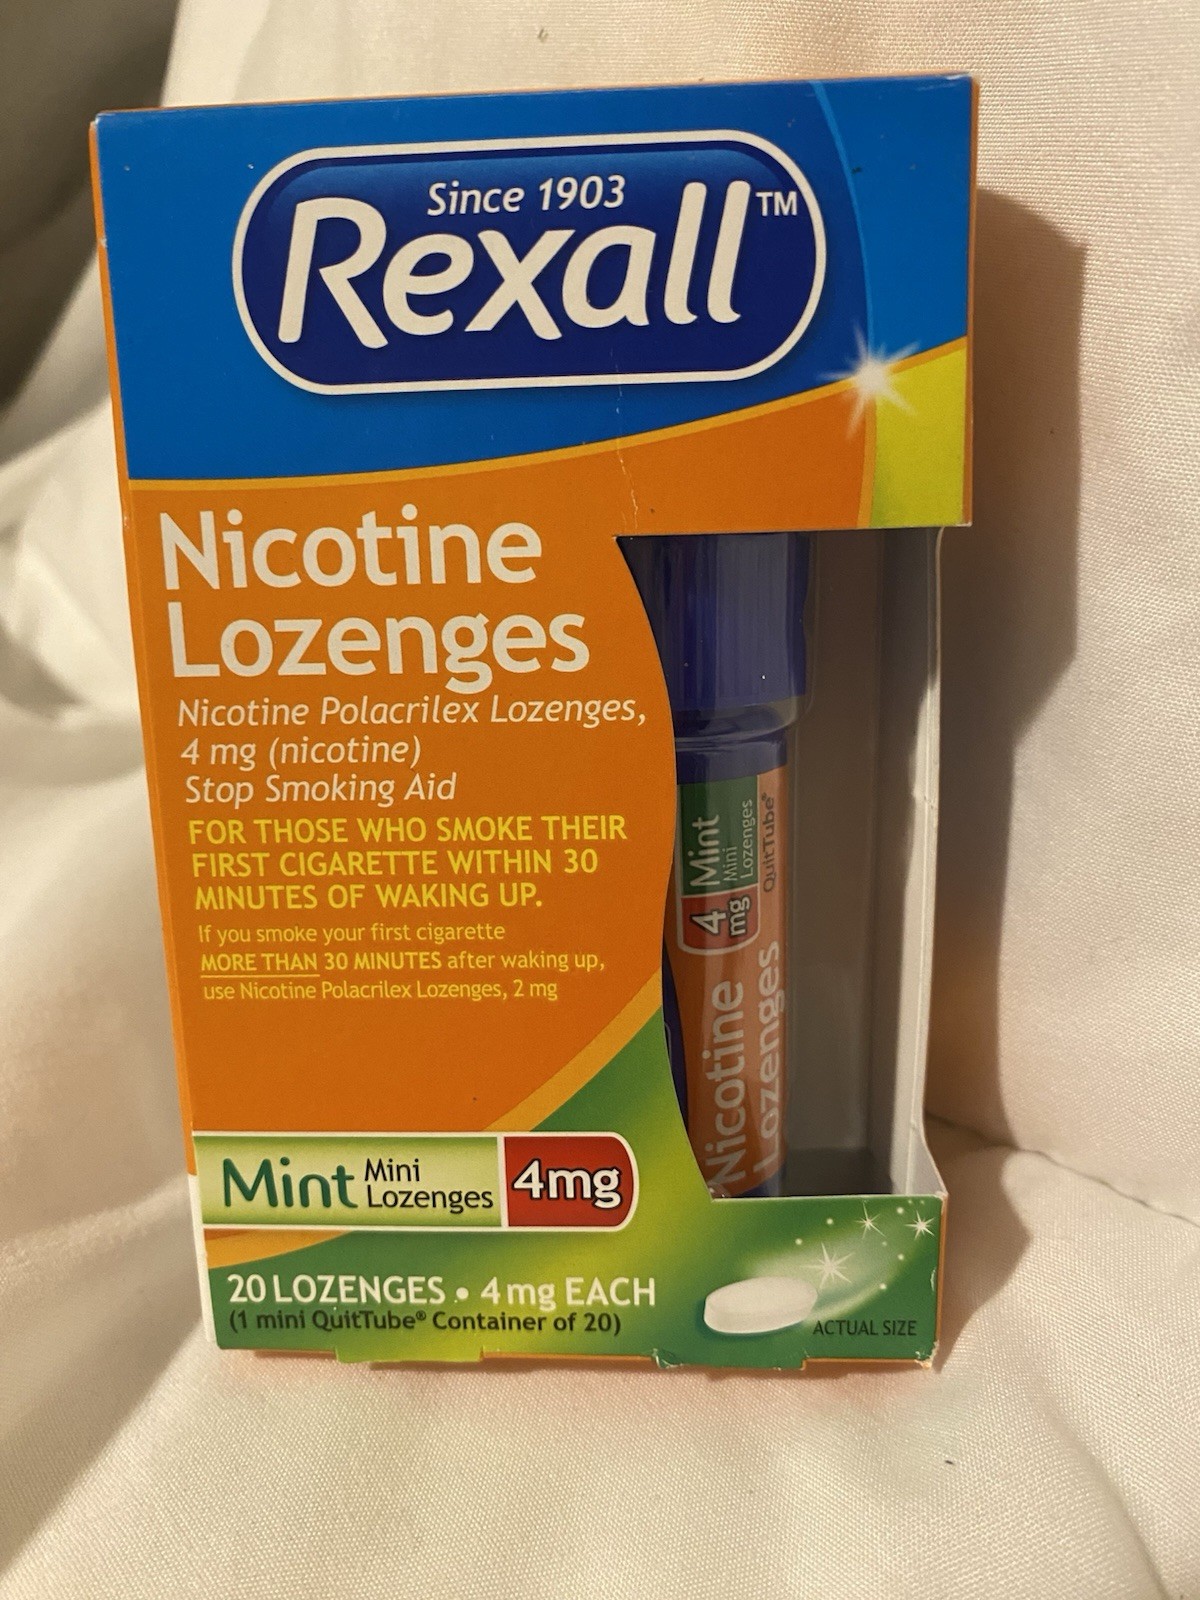 Since 1903
Rexall™
Nicotine
Lozenges
Nicotine Polacrilex Lozenges,
4 mg (nicotine)
Stop Smoking Aid
FOR THOSE WHO SMOKE THEIR
FIRST CIGARETTE WITHIN 30
MINUTES OF WAKING UP.
If you smoke your first cigarette
MORE THAN 30 MINUTES after waking up,
use Nicotine Polacrilex Lozenges, 2 mg
Nicotine
Lozenges
4
mg
Mint
Mini
Lozenges
QuitTube®
Mint Mini
Lozenges
4mg
20 LOZENGES • 4 mg EACH
(1 mini QuitTube® Container of 20)
ACTUAL SIZE